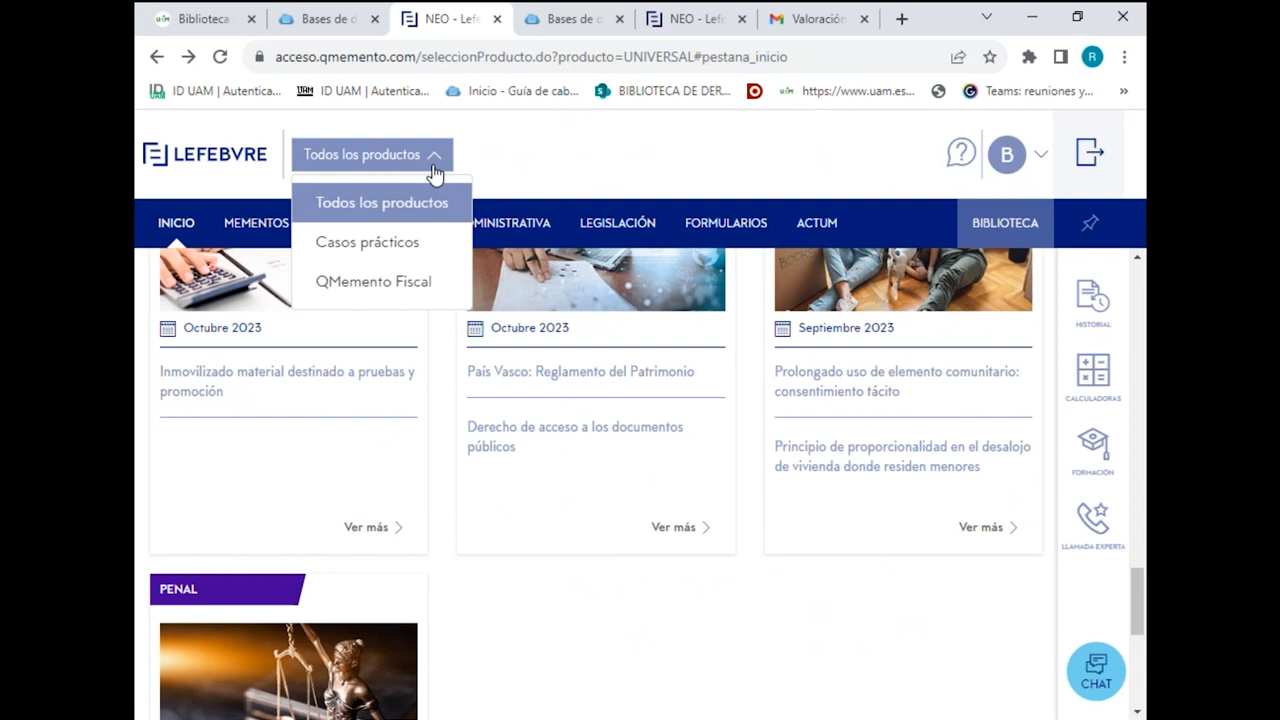 Biblioteca
Bases de d
NEO - Lefe
Bases de d
NEO - Lefe
Valoración
acceso.qmemento.com/seleccionProducto.do?producto=UNIVERSAL#pestana_inicio
R
ID UAM | Autentica...
ID UAM | Autentica...
Inicio - Guía de cab...
BIBLIOTECA DE DER...
https://www.uam.es...
Teams: reuniones y...
»
LEFEBVRE
Todos los productos
B
Todos los productos
Casos prácticos
QMemento Fiscal
INICIO
MEMENTOS
MINISTRATIVA
LEGISLACIÓN
FORMULARIOS
ACTUM
BIBLIOTECA
Octubre 2023
Inmovilizado material destinado a pruebas y
promoción
Ver más
Octubre 2023
País Vasco: Reglamento del Patrimonio
Derecho de acceso a los documentos
públicos
Ver más
Septiembre 2023
Prolongado uso de elemento comunitario:
consentimiento tácito
Principio de proporcionalidad en el desalojo
de vivienda donde residen menores
Ver más
HISTORIAL
CALCULADORAS
FORMACIÓN
LLAMADA EXPERTA
PENAL
CHAT